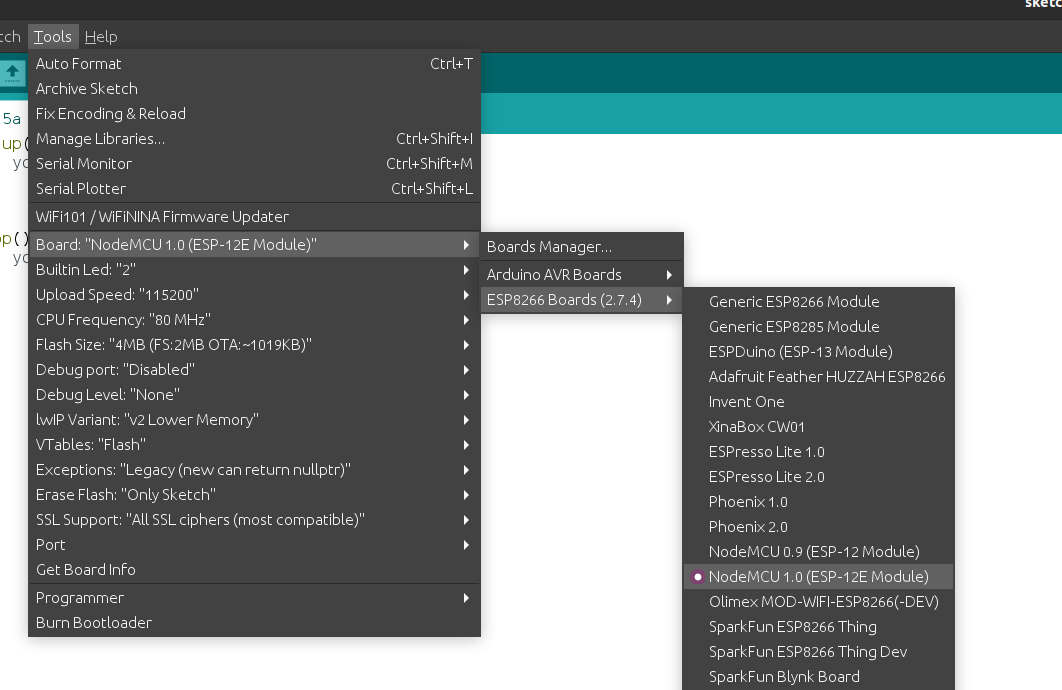 sketc
tch Tools Help
Auto Format Ctrl+T
Archive Sketch
Fix Encoding & Reload
Manage Libraries... Ctrl+Shift+I
Serial Monitor Ctrl+Shift+M
Serial Plotter Ctrl+Shift+L
WiFi101 / WiFiNINA Firmware Updater
Board: "NodeMCU 1.0 (ESP-12E Module)"
Builtin Led: "2"
Upload Speed: "115200"
CPU Frequency: "80 MHz"
Flash Size: "4MB (FS:2MB OTA:~1019KB)"
Debug port: "Disabled"
Debug Level: "None"
lwIP Variant: "v2 Lower Memory"
VTables: "Flash"
Exceptions: "Legacy (new can return nullptr)"
Erase Flash: "Only Sketch"
SSL Support: "All SSL ciphers (most compatible)"
Port
Get Board Info
Programmer
Burn Bootloader
5a
up(
yo
op()
yo
Boards Manager...
Arduino AVR Boards
ESP8266 Boards (2.7.4)
Generic ESP8266 Module
Generic ESP8285 Module
ESPDuino (ESP-13 Module)
Adafruit Feather HUZZAH ESP8266
Invent One
XinaBox CW01
ESPresso Lite 1.0
ESPresso Lite 2.0
Phoenix 1.0
Phoenix 2.0
NodeMCU 0.9 (ESP-12 Module)
NodeMCU 1.0 (ESP-12E Module)
Olimex MOD-WIFI-ESP8266(-DEV)
SparkFun ESP8266 Thing
SparkFun ESP8266 Thing Dev
SparkFun Blynk Board